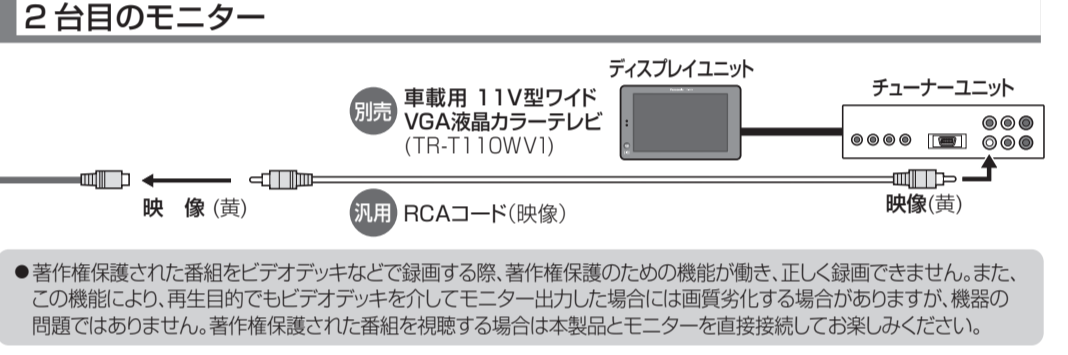 2台目のモニター
ディスプレイユニット
チューナーユニット
別売
車載用 11V型ワイド
VGA液晶カラーテレビ
(TR-T110WV1)
映 像 (黄)
汎用
RCAコード(映像)
映像(黄)
●著作権保護された番組をビデオデッキなどで録画する際、著作権保護のための機能が働き、正しく録画できません。また、
この機能により、再生目的でもビデオデッキを介してモニター出力した場合には画質劣化する場合がありますが、機器の
問題ではありません。著作権保護された番組を視聴する場合は本製品とモニターを直接接続してお楽しみください。